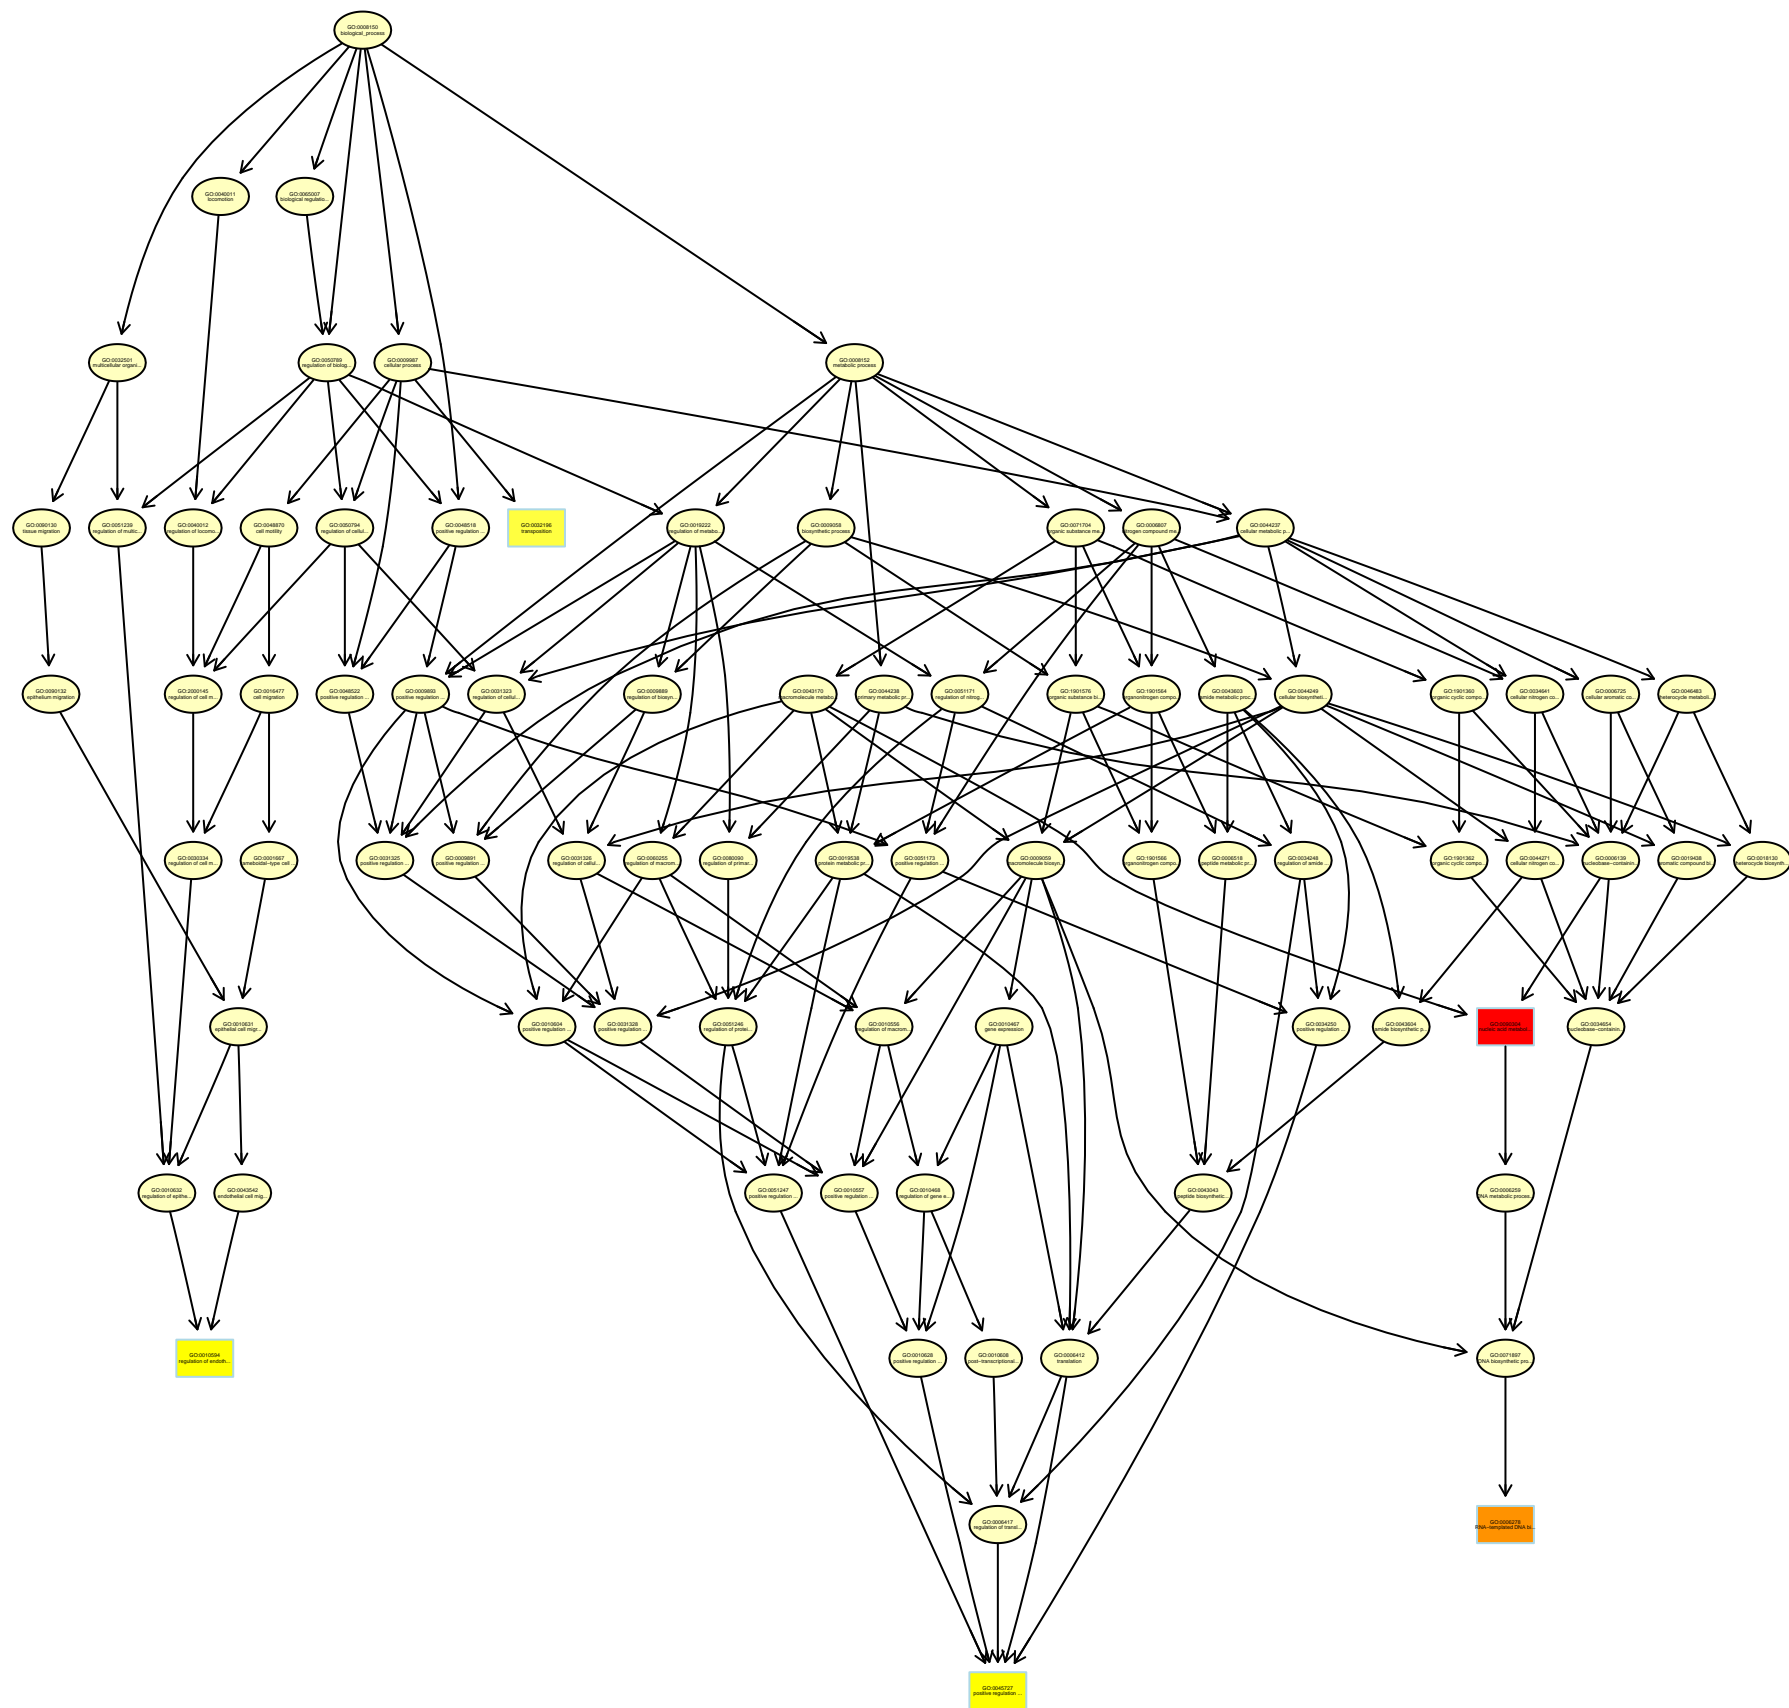 GO:0008150
biological_process
GO:0040011
locomotion
GO:0065007
biological regulatio...
GO:0032501
multicellular organi...
GO:0050789
regulation of biolog...
GO:0009987
cellular process
GO:0008152
metabolic process
GO:0090130
tissue migration
GO:0051239
regulation of multic...
GO:0040012
regulation of locomo...
GO:0048870
cell motility
GO:0050794
regulation of cellul...
GO:0048518
positive regulation ...
GO:0032196
transposition
GO:0019222
regulation of metabo...
GO:0009058
biosynthetic process
GO:0071704
organic substance me...
GO:0006807
nitrogen compound me...
GO:0044237
cellular metabolic p...
GO:0090132
epithelium migration
GO:2000145
regulation of cell m...
GO:0016477
cell migration
GO:0048522
positive regulation ...
GO:0009893
positive regulation ...
GO:0031323
regulation of cellul...
GO:0009889
regulation of biosyn...
GO:0043170
macromolecule metabo...
GO:0044238
primary metabolic pr...
GO:0051171
regulation of nitrog...
GO:1901576
organic substance bi...
GO:1901564
organonitrogen compo...
GO:0043603
amide metabolic proc...
GO:0044249
cellular biosyntheti...
GO:1901360
organic cyclic compo...
GO:0034641
cellular nitrogen co...
GO:0006725
cellular aromatic co...
GO:0046483
heterocycle metaboli...
GO:0030334
regulation of cell m...
GO:0001667
ameboidal−type cell ...
GO:0031325
positive regulation ...
GO:0009891
positive regulation ...
GO:0031326
regulation of cellul...
GO:0060255
regulation of macrom...
GO:0080090
regulation of primar...
GO:0019538
protein metabolic pr...
GO:0051173
positive regulation ...
GO:0009059
macromolecule biosyn...
GO:1901566
organonitrogen compo...
GO:0006518
peptide metabolic pr...
GO:0034248
regulation of amide ...
GO:1901362
organic cyclic compo...
GO:0044271
cellular nitrogen co...
GO:0006139
nucleobase−containin...
GO:0019438
aromatic compound bi...
GO:0018130
heterocycle biosynth...
GO:0010631
epithelial cell migr...
GO:0010604
positive regulation ...
GO:0031328
positive regulation ...
GO:0051246
regulation of protei...
GO:0010556
regulation of macrom...
GO:0010467
gene expression
GO:0034250
positive regulation ...
GO:0043604
amide biosynthetic p...
GO:0090304
nucleic acid metabol...
GO:0034654
nucleobase−containin...
GO:0010632
regulation of epithe...
GO:0043542
endothelial cell mig...
GO:0051247
positive regulation ...
GO:0010557
positive regulation ...
GO:0010468
regulation of gene e...
GO:0043043
peptide biosynthetic...
GO:0006259
DNA metabolic proces...
GO:0010594
regulation of endoth...
GO:0010628
positive regulation ...
GO:0010608
post−transcriptional...
GO:0006412
translation
GO:0071897
DNA biosynthetic pro...
GO:0006417
regulation of transl...
GO:0006278
RNA−templated DNA bi...
GO:0045727
positive regulation ...